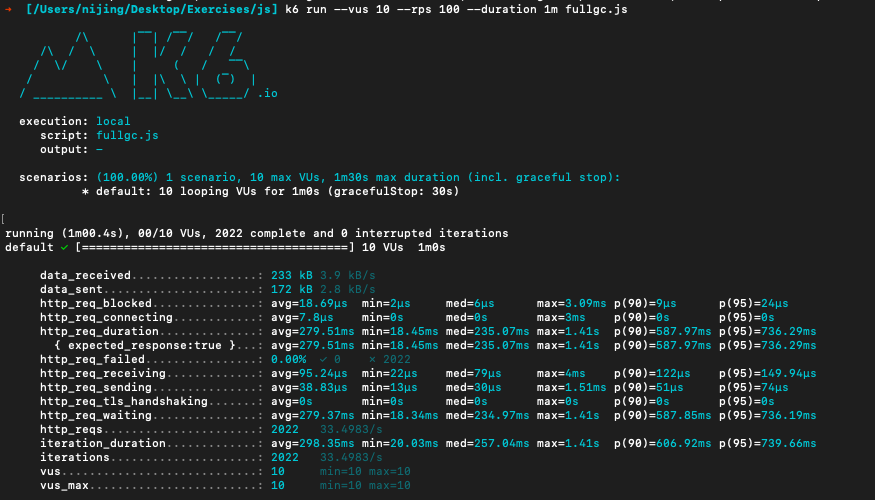 → [/Users/nijing/Desktop/Exercises/js] k6 run --vus 10 --rps 100 --duration 1m fullgc.js
K6 .io
execution: local
script: fullgc.js
output: -
scenarios: (100.00%) 1 scenario, 10 max VUs, 1m30s max duration (incl. graceful stop):
* default: 10 looping VUs for 1m0s (gracefulStop: 30s)
[
running (1m00.4s), 00/10 VUs, 2022 complete and 0 interrupted iterations
default ✓ [======================================] 10 VUs  1m0s
data_received..................: 233 kB 3.9 kB/s
data_sent......................: 172 kB 2.8 kB/s
http_req_blocked...............: avg=18.69µs  min=2µs     med=6µs      max=3.09ms p(90)=9µs      p(95)=24µs
http_req_connecting............: avg=7.8µs    min=0s      med=0s       max=3ms    p(90)=0s       p(95)=0s
http_req_duration..............: avg=279.51ms min=18.45ms med=235.07ms max=1.41s  p(90)=587.97ms p(95)=736.29ms
{ expected_response:true }...: avg=279.51ms min=18.45ms med=235.07ms max=1.41s  p(90)=587.97ms p(95)=736.29ms
http_req_failed................: 0.00%  ✓ 0    ✗ 2022
http_req_receiving.............: avg=95.24µs  min=22µs    med=79µs     max=4ms    p(90)=122µs    p(95)=149.94µs
http_req_sending...............: avg=38.83µs  min=13µs    med=30µs     max=1.51ms p(90)=51µs     p(95)=74µs
http_req_tls_handshaking.......: avg=0s       min=0s      med=0s       max=0s     p(90)=0s       p(95)=0s
http_req_waiting...............: avg=279.37ms min=18.34ms med=234.97ms max=1.41s  p(90)=587.85ms p(95)=736.19ms
http_reqs......................: 2022   33.4983/s
iteration_duration.............: avg=298.35ms min=20.03ms med=257.04ms max=1.41s  p(90)=606.92ms p(95)=739.66ms
iterations.....................: 2022   33.4983/s
vus............................: 10     min=10 max=10
vus_max........................: 10     min=10 max=10